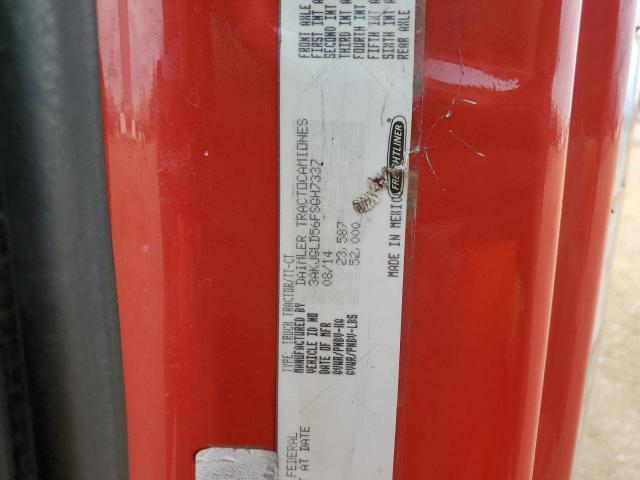 TYPE: TRUCK TRACTOR/TT-CT
MANUFACTURED BY DAIMLER TRACTOCAMIONES
VEHICLE ID NO 3AKJGLD56FSGH7337
DATE OF MFR 08/14
GVWR/PNBV-KG 23,587
GVWR/PNBV-LBS 52,000
FREIGHTLINER
MADE IN MEXICO
FRONT AXLE
FIRST INT A
SECOND INT A
THIRD INT A
FOURTH INT A
FIFTH INT A
SIXTH INT A
REAR AXLE
FEDERAL
AT DATE